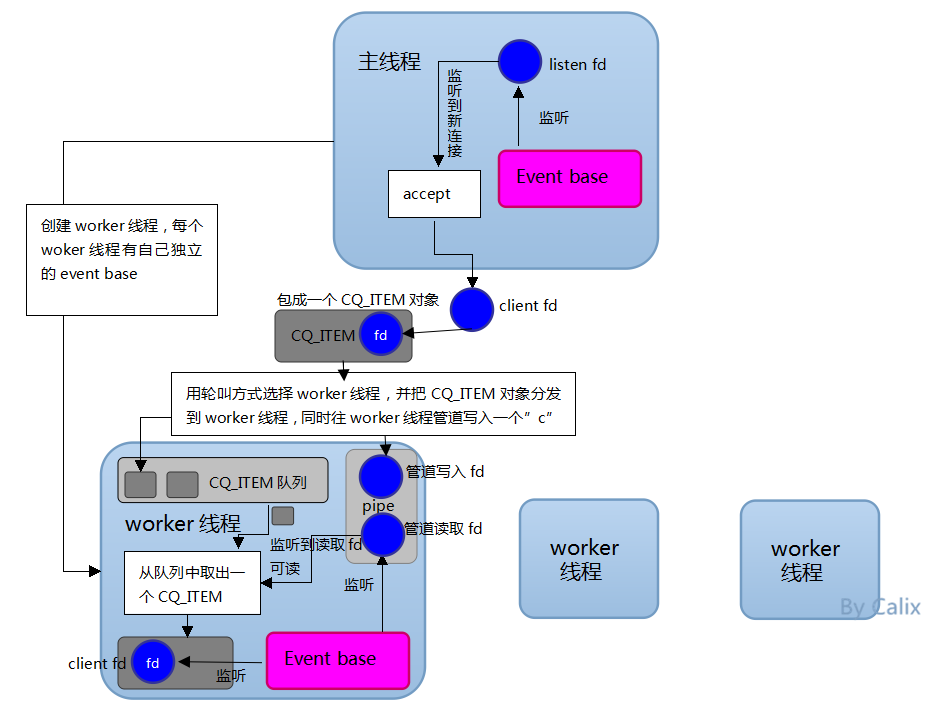 主线程
listen fd
监听到新连接
监听
Event base
accept
创建 worker 线程，每个
woker 线程有自己独立
的 event base
包成一个 CQ_ITEM 对象
client fd
CQ_ITEM
fd
用轮叫方式选择 worker 线程，并把 CQ_ITEM 对象分发
到 worker 线程，同时往 worker 线程管道写入一个”c”
CQ_ITEM 队列
管道写入 fd
pipe
worker 线程
管道读取 fd
监听到读取 fd
可读
从队列中取出一
个 CQ_ITEM
监听
Event base
client fd
fd
监听
worker
线程
worker
线程
By Calix